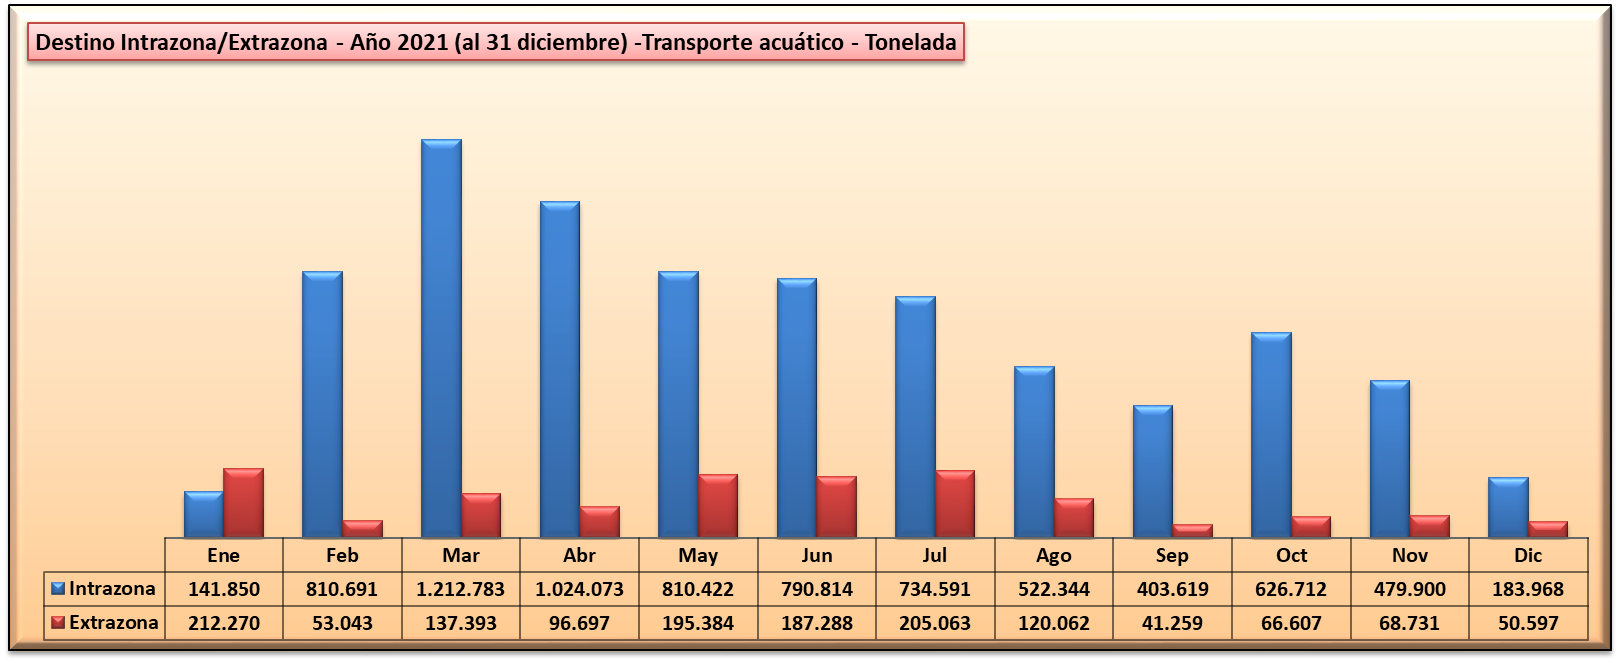 Destino Intrazona/Extrazona - Año 2021 (al 31 diciembre) -Transporte acuático - Tonelada
Ene Feb Mar Abr May Jun Jul Ago Sep Oct Nov Dic
Intrazona 141.850 810.691 1.212.783 1.024.073 810.422 790.814 734.591 522.344 403.619 626.712 479.900 183.968
Extrazona 212.270 53.043 137.393 96.697 195.384 187.288 205.063 120.062 41.259 66.607 68.731 50.597